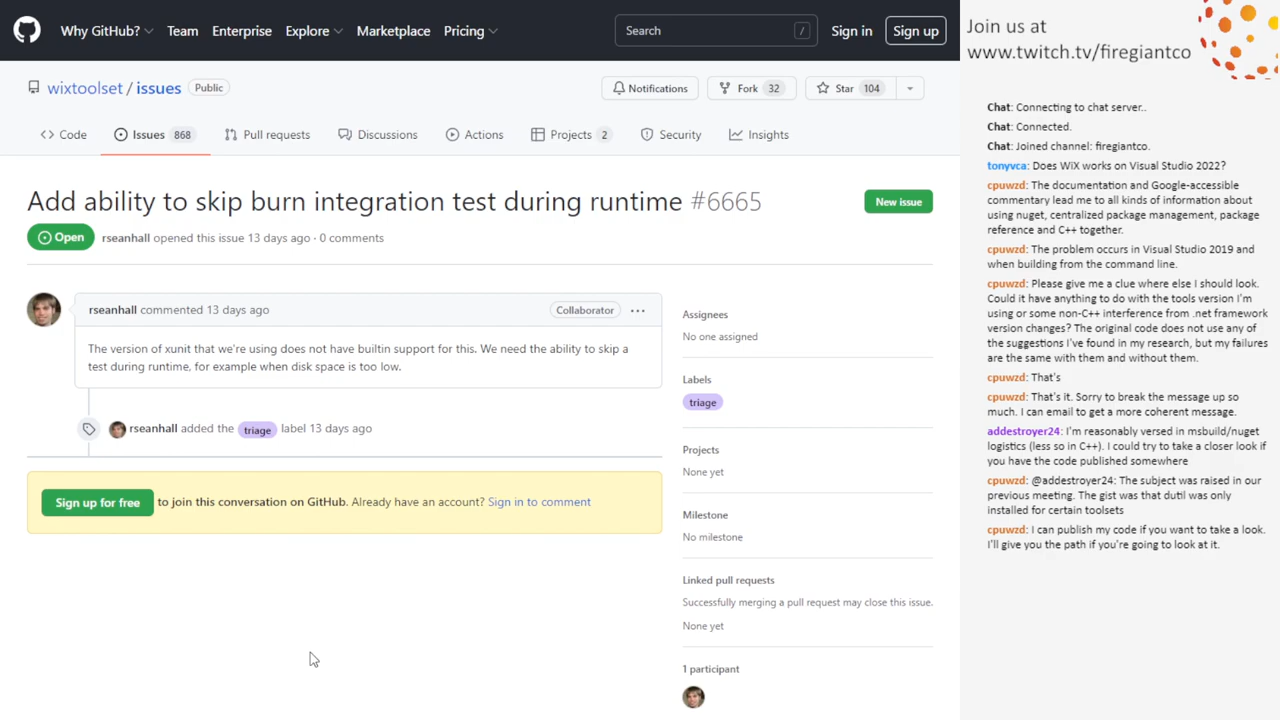 Why GitHub? Team Enterprise Explore Marketplace Pricing
Search /
Sign in Sign up
wixtoolset / issues Public
Notifications Fork 32 Star 104
Code Issues 868 Pull requests Discussions Actions Projects 2 Security Insights
Add ability to skip burn integration test during runtime #6665
New issue
Open rseanhall opened this issue 13 days ago · 0 comments
rseanhall commented 13 days ago Collaborator ...
The version of xunit that we're using does not have builtin support for this. We need the ability to skip a
test during runtime, for example when disk space is too low.
rseanhall added the triage label 13 days ago
Sign up for free to join this conversation on GitHub. Already have an account? Sign in to comment
Assignees
No one assigned
Labels
triage
Projects
None yet
Milestone
No milestone
Linked pull requests
Successfully merging a pull request may close this issue.
None yet
1 participant
Join us at
www.twitch.tv/firegiantco
Chat: Connecting to chat server..
Chat: Connected.
Chat: Joined channel: firegiantco.
tonyvca: Does WiX works on Visual Studio 2022?
cpuwzd: The documentation and Google-accessible
commentary lead me to all kinds of information about
using nuget, centralized package management, package
reference and C++ together.
cpuwzd: The problem occurs in Visual Studio 2019 and
when building from the command line.
cpuwzd: Please give me a clue where else I should look.
Could it have anything to do with the tools version I'm
using or some non-C++ interference from .net framework
version changes? The original code does not use any of
the suggestions I've found in my research, but my failures
are the same with them and without them.
cpuwzd: That's
cpuwzd: That's it. Sorry to break the message up so
much. I can email to get a more coherent message.
addestroyer24: I'm reasonably versed in msbuild/nuget
logistics (less so in C++). I could try to take a closer look if
you have the code published somewhere
cpuwzd: @addestroyer24: The subject was raised in our
previous meeting. The gist was that dutil was only
installed for certain toolsets
cpuwzd: I can publish my code if you want to take a look.
I'll give you the path if you're going to look at it.